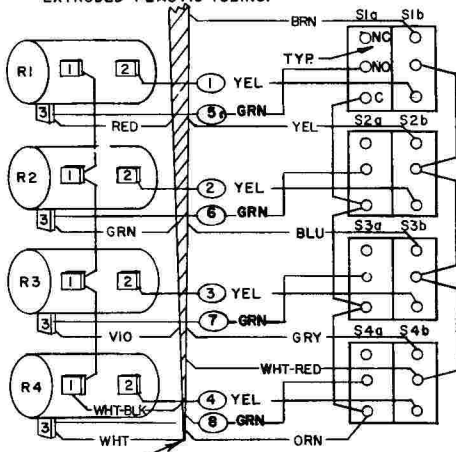 EXTRUDED PLASTIC TUBING.
BRN S1a S1b
TYP. NC
R1 1 2 NO
1 YEL
C
3 5 GRN
RED YEL S2a S2b
R2 1 2
2 YEL
3 6 GRN
GRN BLU S3a S3b
R3 1 2
3 YEL
3 7 GRN
VIO GRY S4a S4b
WHT-RED
R4 1 2
4 YEL
WHT-BLK
3 8 GRN
WHT ORN